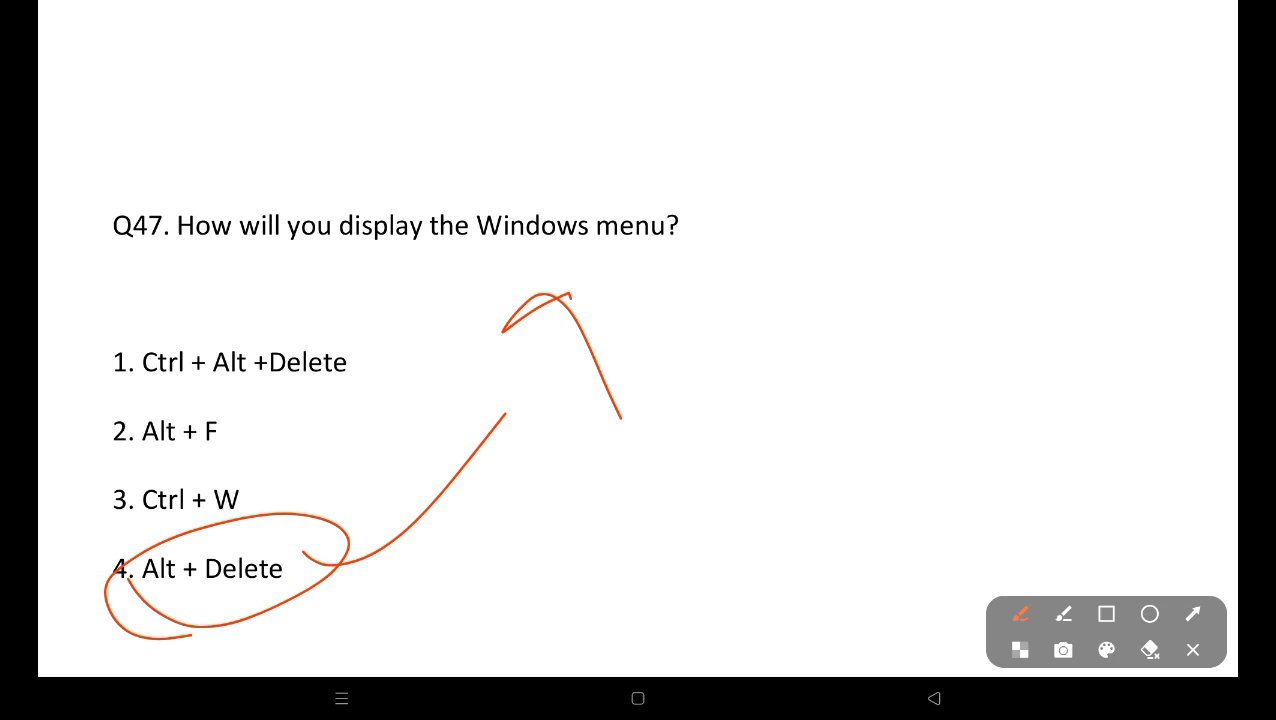 Q47. How will you display the Windows menu?
1. Ctrl + Alt +Delete
2. Alt + F
3. Ctrl + W
4. Alt + Delete